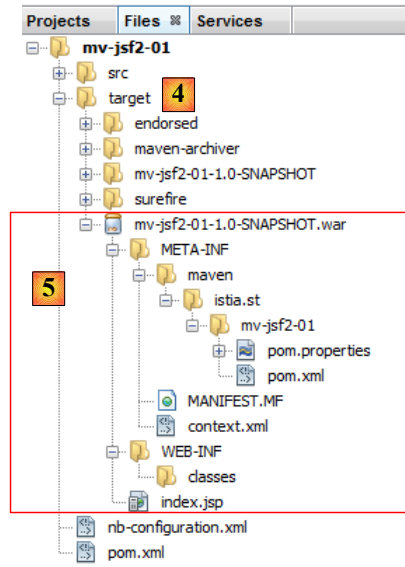 Projects Files Services
mv-jsf2-01
src
target 4
endorsed
maven-archiver
mv-jsf2-01-1.0-SNAPSHOT
surefire
mv-jsf2-01-1.0-SNAPSHOT.war
META-INF
5 maven
istia.st
mv-jsf2-01
pom.properties
pom.xml
MANIFEST.MF
context.xml
WEB-INF
classes
index.jsp
nb-configuration.xml
pom.xml